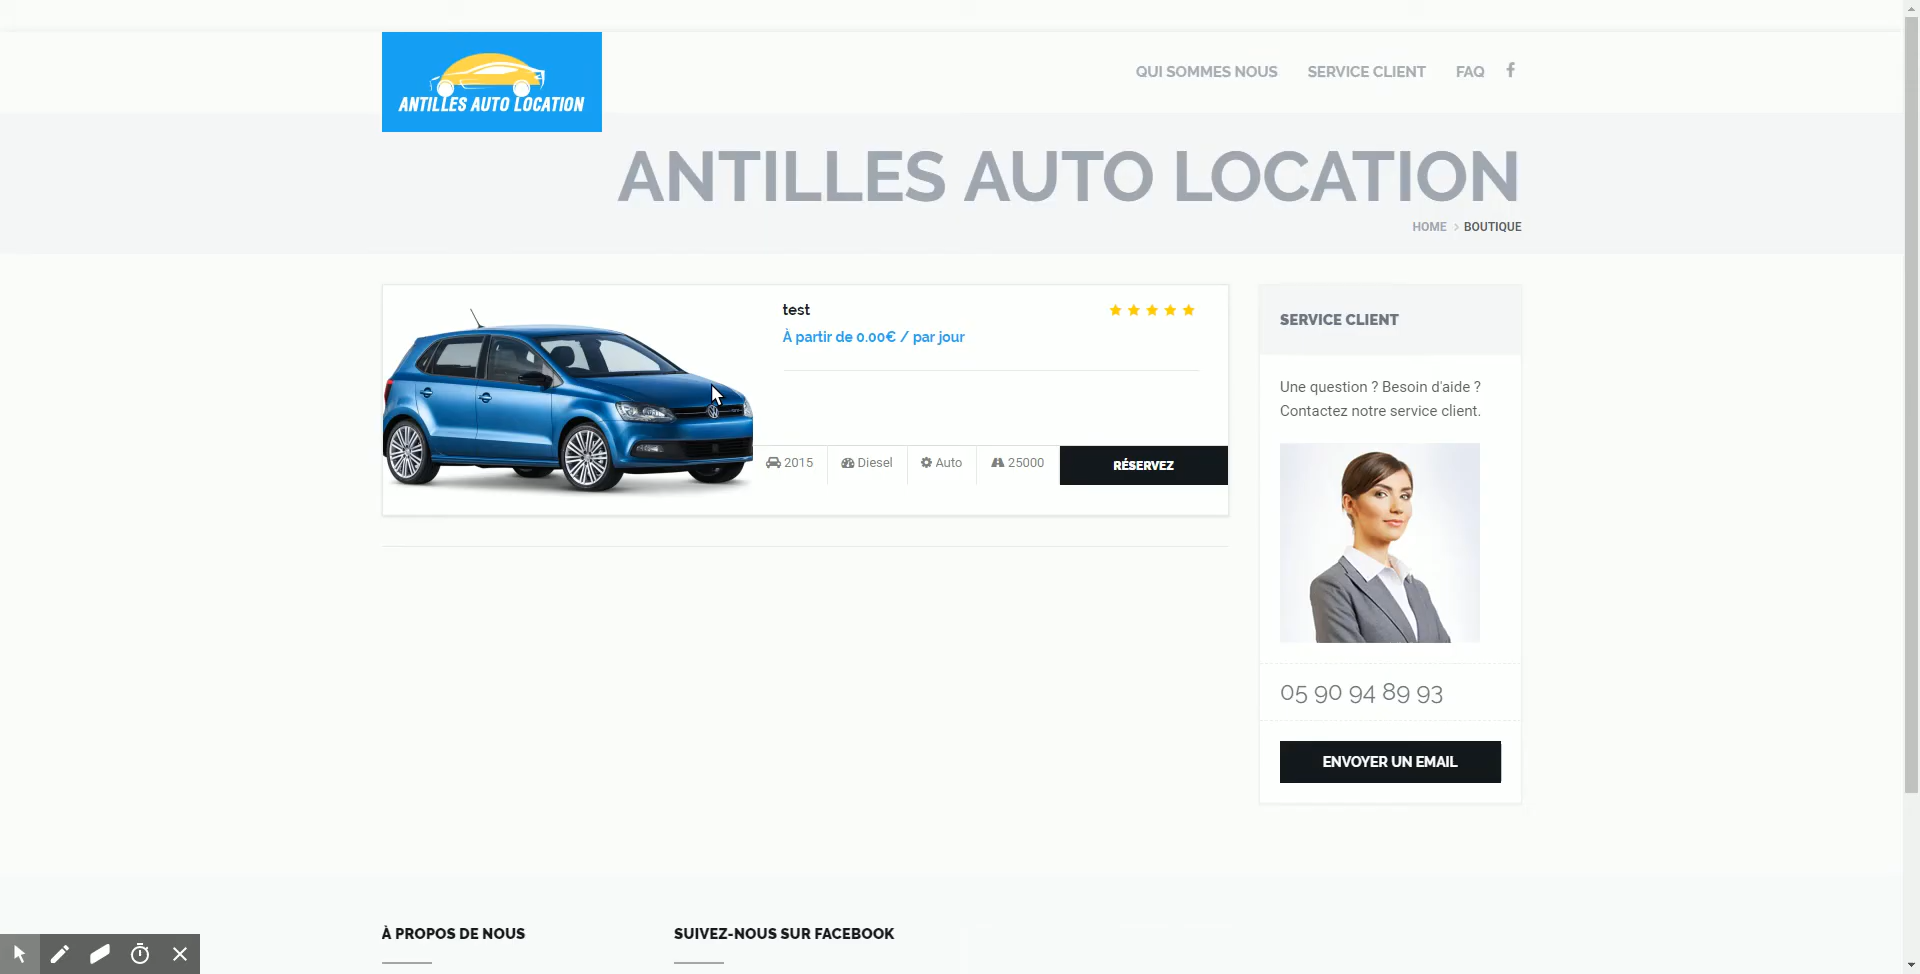 ANTILLES AUTO LOCATION
QUI SOMMES NOUS
SERVICE CLIENT
FAQ
ANTILLES AUTO LOCATION
HOME > BOUTIQUE
test
À partir de 0.00€ / par jour
2015
Diesel
Auto
25000
RÉSERVEZ
SERVICE CLIENT
Une question ? Besoin d'aide ?
Contactez notre service client.
05 90 94 89 93
ENVOYER UN EMAIL
À PROPOS DE NOUS
SUIVEZ-NOUS SUR FACEBOOK